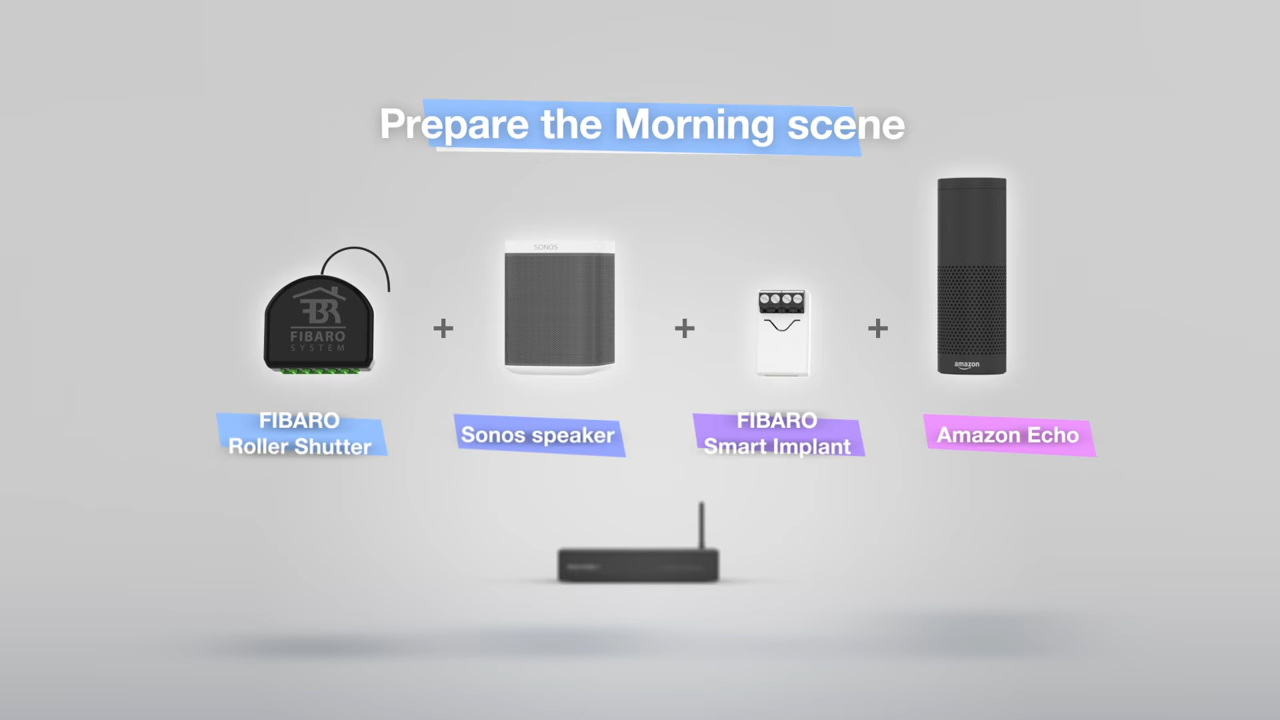 Prepare the Morning scene
SONOS
FIBARO
SYSTEM
amazon
FIBARO
Roller Shutter
Sonos speaker
FIBARO
Smart Implant
Amazon Echo